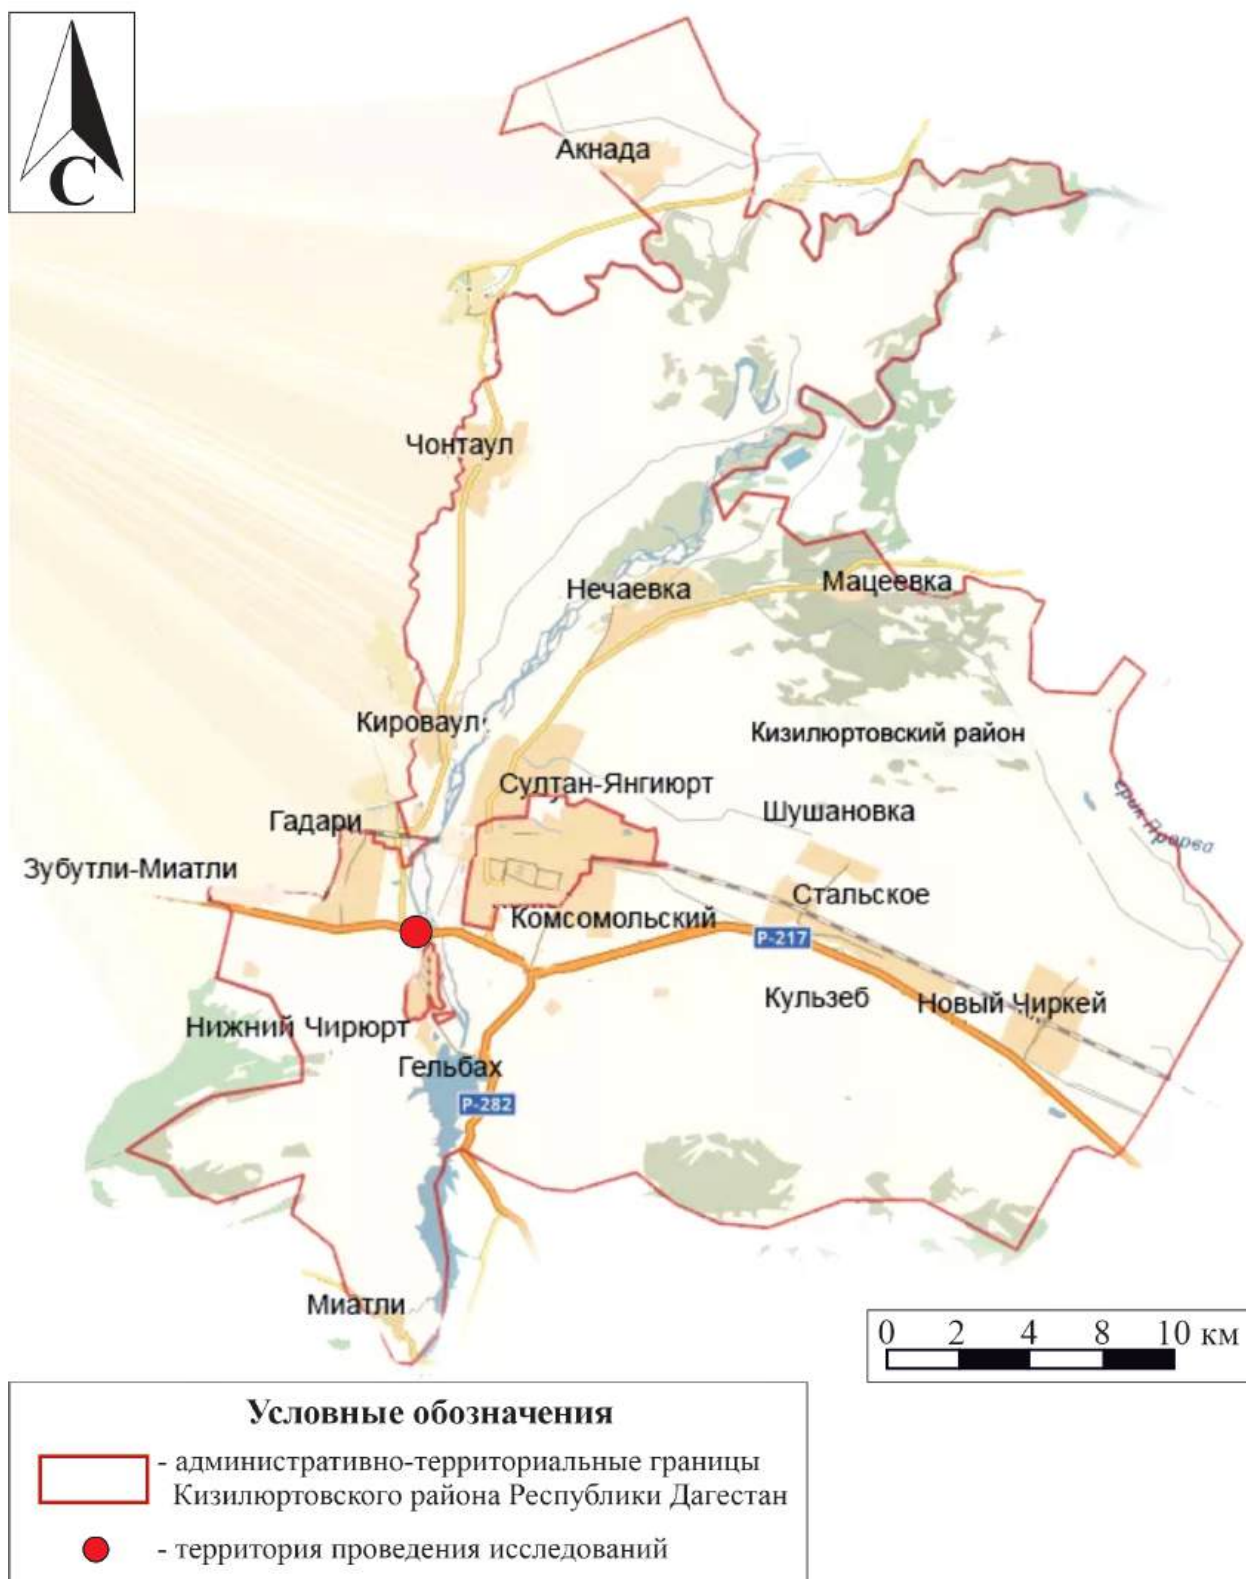 С
Акнада
Чонтаул
Нечаевка
Мацеевка
Кироваул
Кизилюртовский район
Султан-Янгиюрт
Шушановка
ерик Прорва
Гадари
Зубутли-Миатли
Стальское
Комсомольский
Р-217
Кульзеб
Новый Чиркей
Нижний Чирюрт
Гельбах
Р-282
Миатли
0 2 4 8 10 км
Условные обозначения
- административно-территориальные границы
Кизилюртовского района Республики Дагестан
- территория проведения исследований